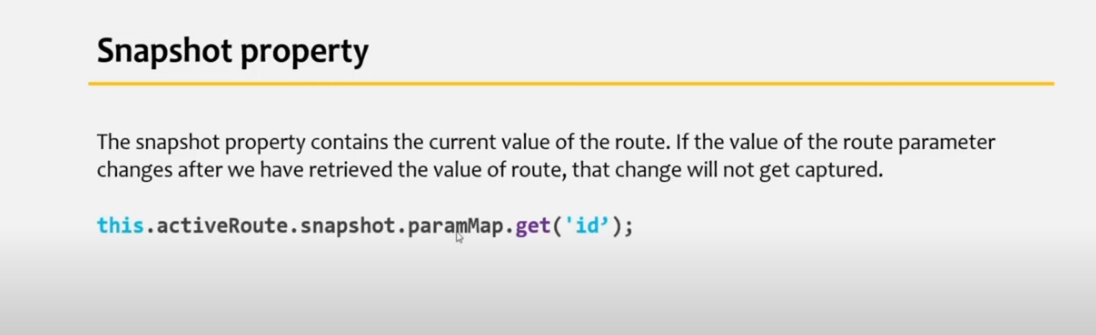 Snapshot property
The snapshot property contains the current value of the route. If the value of the route parameter
changes after we have retrieved the value of route, that change will not get captured.
this.activeRoute.snapshot.paramMap.get('id’);